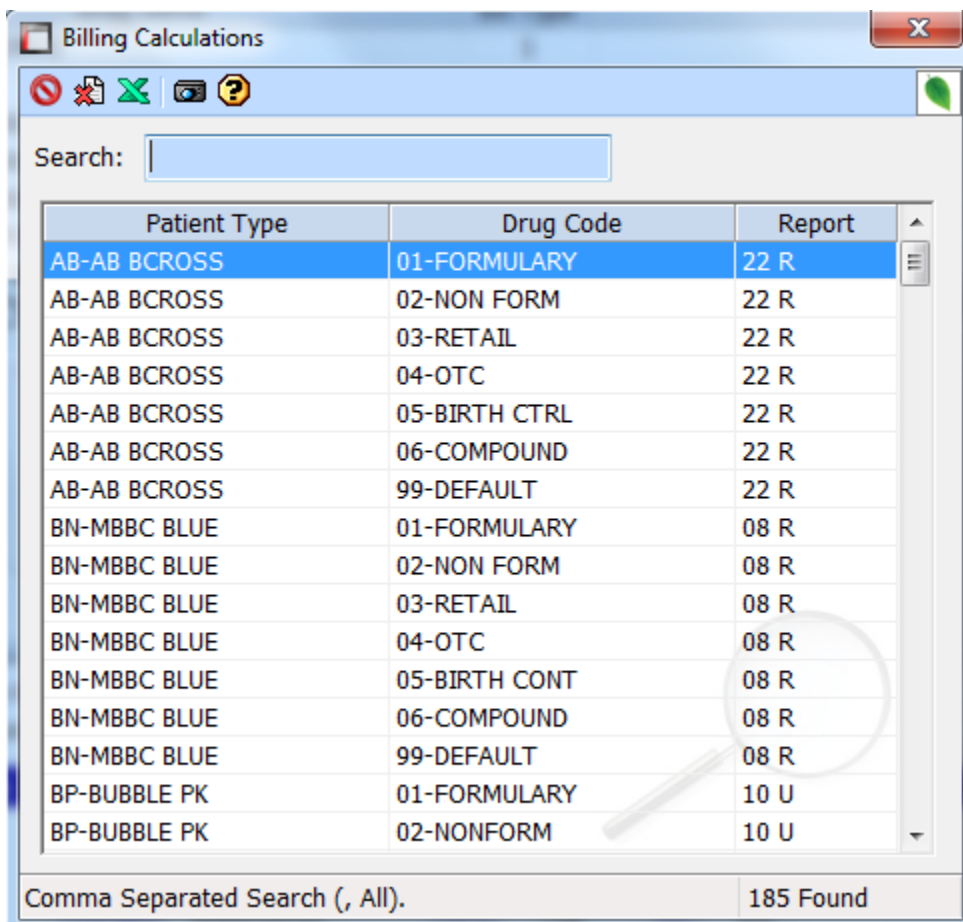 Billing Calculations
Search:
Patient Type Drug Code Report
AB-AB BCROSS 01-FORMULARY 22 R
AB-AB BCROSS 02-NON FORM 22 R
AB-AB BCROSS 03-RETAIL 22 R
AB-AB BCROSS 04-OTC 22 R
AB-AB BCROSS 05-BIRTH CTRL 22 R
AB-AB BCROSS 06-COMPOUND 22 R
AB-AB BCROSS 99-DEFAULT 22 R
BN-MBBC BLUE 01-FORMULARY 08 R
BN-MBBC BLUE 02-NON FORM 08 R
BN-MBBC BLUE 03-RETAIL 08 R
BN-MBBC BLUE 04-OTC 08 R
BN-MBBC BLUE 05-BIRTH CONT 08 R
BN-MBBC BLUE 06-COMPOUND 08 R
BN-MBBC BLUE 99-DEFAULT 08 R
BP-BUBBLE PK 01-FORMULARY 10 U
BP-BUBBLE PK 02-NONFORM 10 U
Comma Separated Search (, All). 185 Found